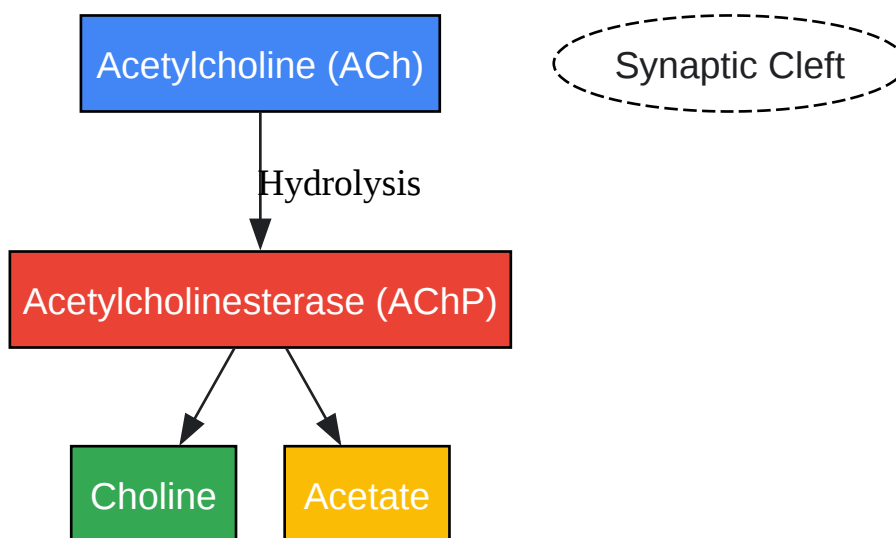 Acetylcholine (ACh)
Synaptic Cleft
Hydrolysis
Acetylcholinesterase (AChP)
Choline
Acetate